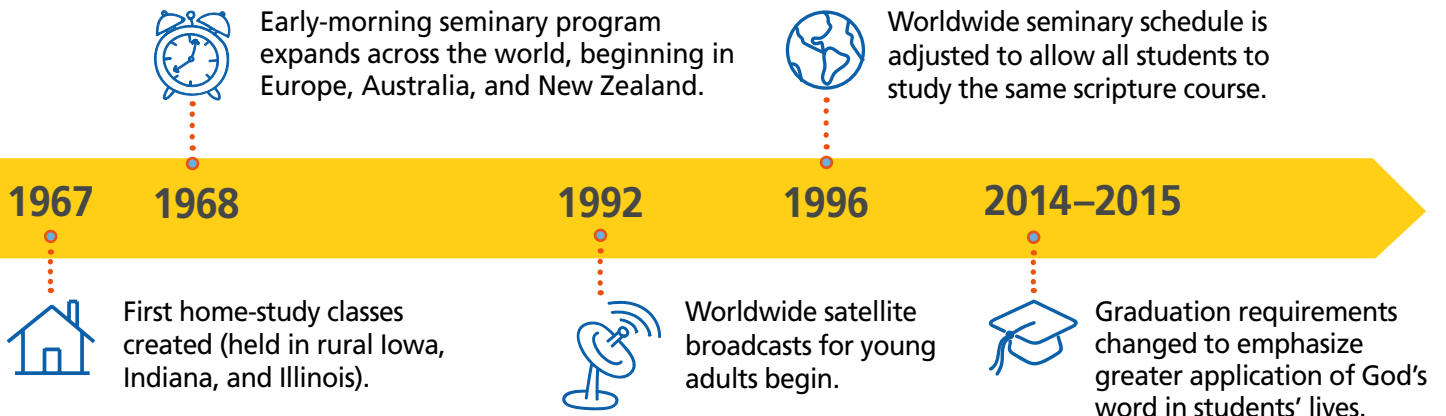 Early-morning seminary program
expands across the world, beginning in
Europe, Australia, and New Zealand.
Worldwide seminary schedule is
adjusted to allow all students to
study the same scripture course.
1967
1968
1992
1996
2014–2015
First home-study classes
created (held in rural Iowa,
Indiana, and Illinois).
Worldwide satellite
broadcasts for young
adults begin.
Graduation requirements
changed to emphasize
greater application of God’s
word in students’ lives.